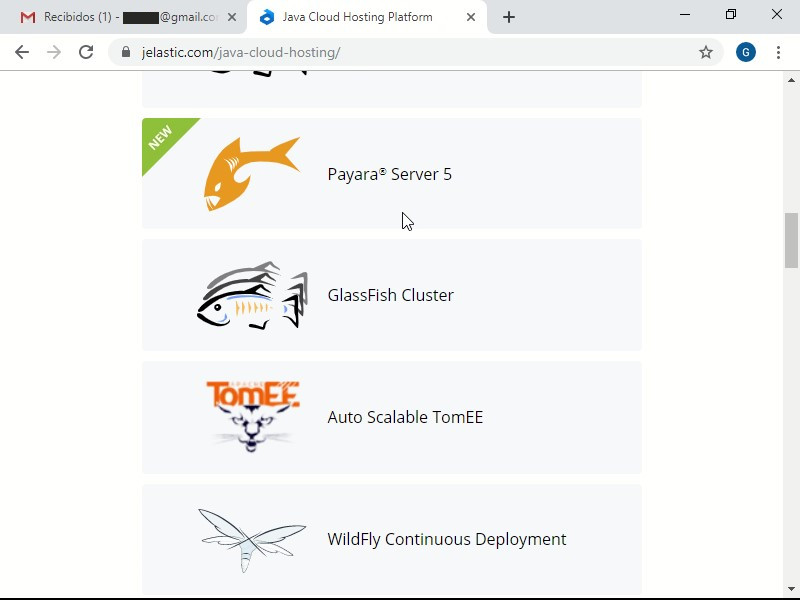 Recibidos (1) - @gmail.co
Java Cloud Hosting Platform
jelastic.com/java-cloud-hosting/
G
NEW
Payara® Server 5
GlassFish Cluster
APACHE
TomEE
Auto Scalable TomEE
WildFly Continuous Deployment